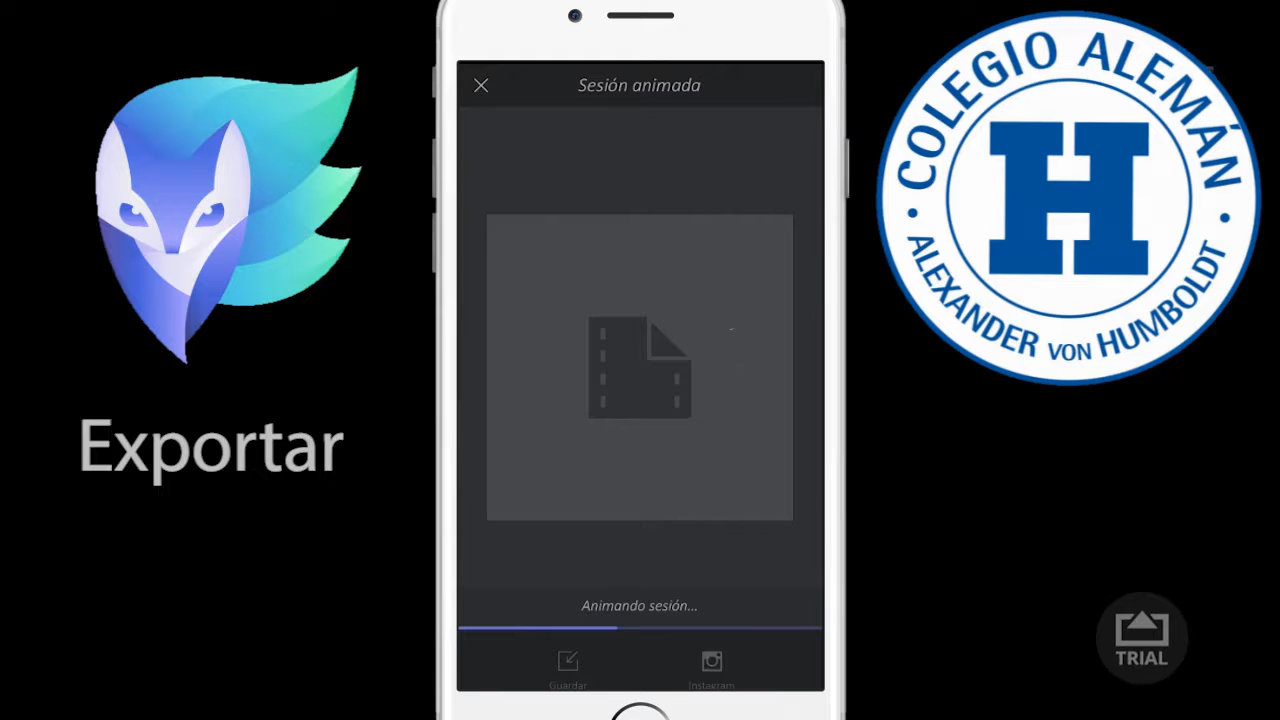 Sesión animada
COLEGIO ALEMÁN
H
ALEXANDER VON HUMBOLDT
Exportar
Animando sesión...
Guardar
Instagram
TRIAL